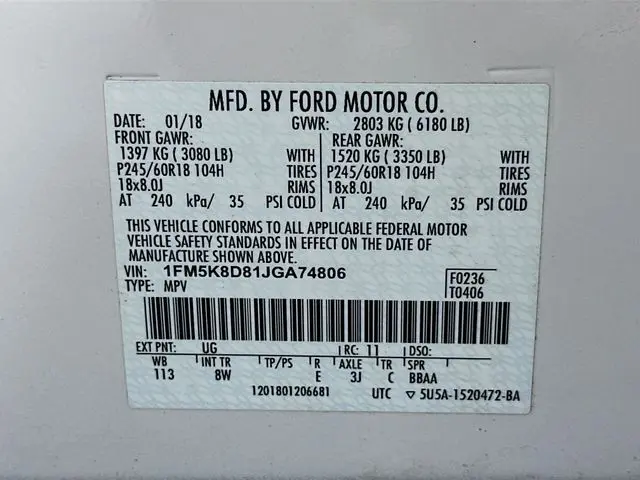 MFD. BY FORD MOTOR CO.
DATE: 01/18 GVWR: 2803 KG ( 6180 LB)
FRONT GAWR: REAR GAWR:
1397 KG ( 3080 LB) WITH 1520 KG ( 3350 LB) WITH
P245/60R18 104H TIRES P245/60R18 104H TIRES
18x8.0J RIMS 18x8.0J RIMS
AT 240 kPa/ 35 PSI COLD AT 240 kPa/ 35 PSI COLD
THIS VEHICLE CONFORMS TO ALL APPLICABLE FEDERAL MOTOR
VEHICLE SAFETY STANDARDS IN EFFECT ON THE DATE OF
MANUFACTURE SHOWN ABOVE.
VIN: 1FM5K8D81JGA74806 F0236
TYPE: MPV T0406
EXT PNT: UG RC: 11 DSO:
WB INT TR TP/PS R AXLE TR SPR
113 8W E 3J C BBAA
1201801206681 UTC ▽ 5U5A-1520472-BA